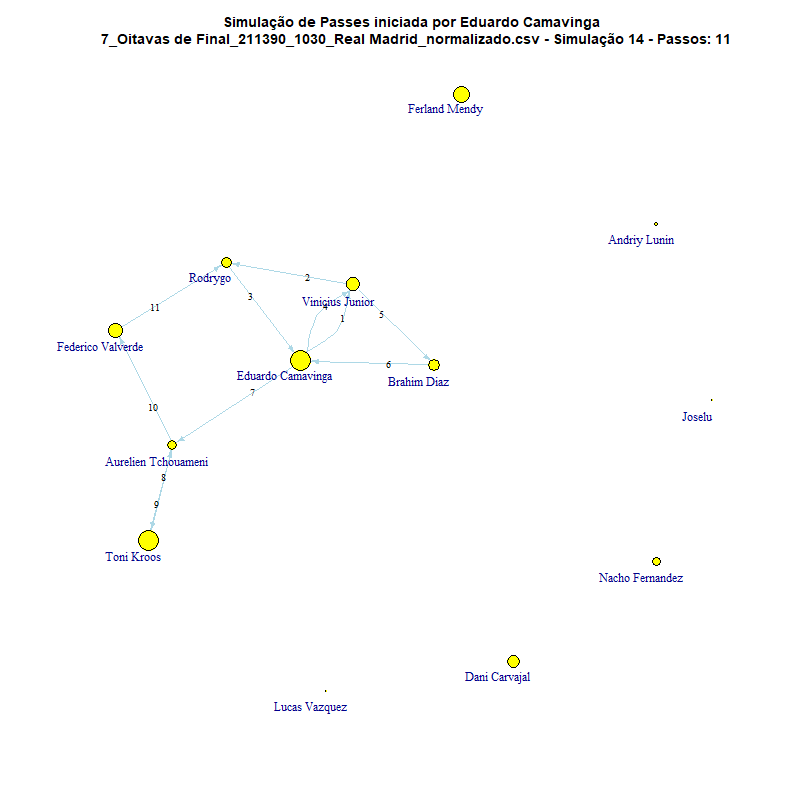 Simulação de Passes iniciada por Eduardo Camavinga
7_Oitavas de Final_211390_1030_Real Madrid_normalizado.csv - Simulação 14 - Passos: 11
Ferland Mendy
Andriy Lunin
Rodrygo
2
3
Vinicius Junior
4
1
5
11
Federico Valverde
Eduardo Camavinga
6
Brahim Diaz
7
10
Joselu
Aurelien Tchouameni
8
9
Toni Kroos
Nacho Fernandez
Dani Carvajal
Lucas Vazquez